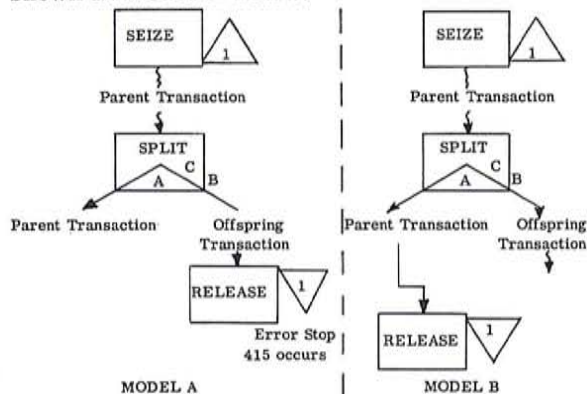 SEIZE
1
Parent Transaction
SPLIT
C
A
B
Parent Transaction
Offspring
Transaction
RELEASE
1
Error Stop
415 occurs
MODEL A
SEIZE
1
Parent Transaction
SPLIT
C
A
B
Parent Transaction
Offspring
Transaction
RELEASE
1
MODEL B